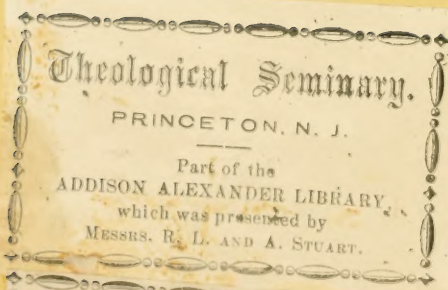 Theological Seminary.
PRINCETON, N. J.
Part of the
ADDISON ALEXANDER LIBRARY,
which was presented by
MESSRS. R. L. AND A. STUART.